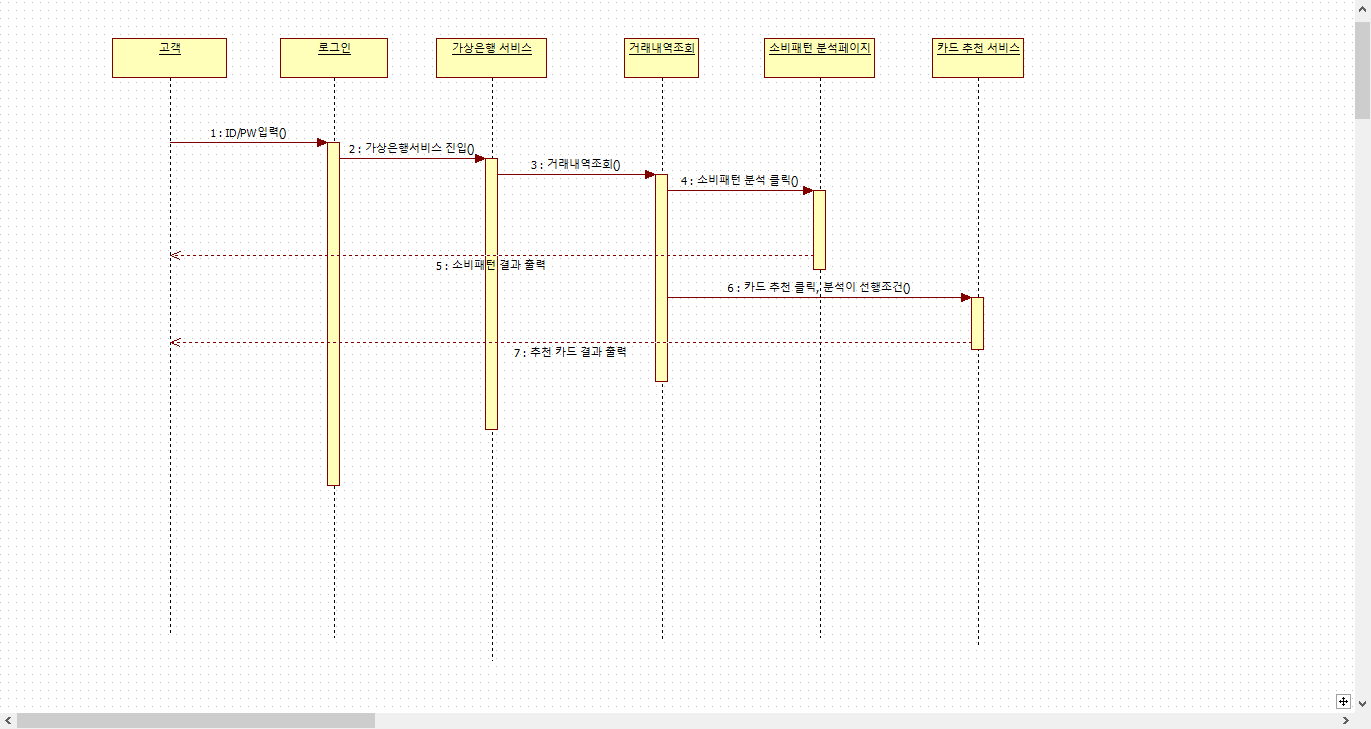 고객
로그인
가상은행 서비스
거래내역조회
소비패턴 분석페이지
카드 추천 서비스
1 : ID/PW입력()
2 : 가상은행서비스 진입()
3 : 거래내역조회()
4 : 소비패턴 분석 클릭()
5 : 소비패턴 결과 출력
6 : 카드 추천 클릭, 분석이 선행조건()
7 : 추천 카드 결과 출력